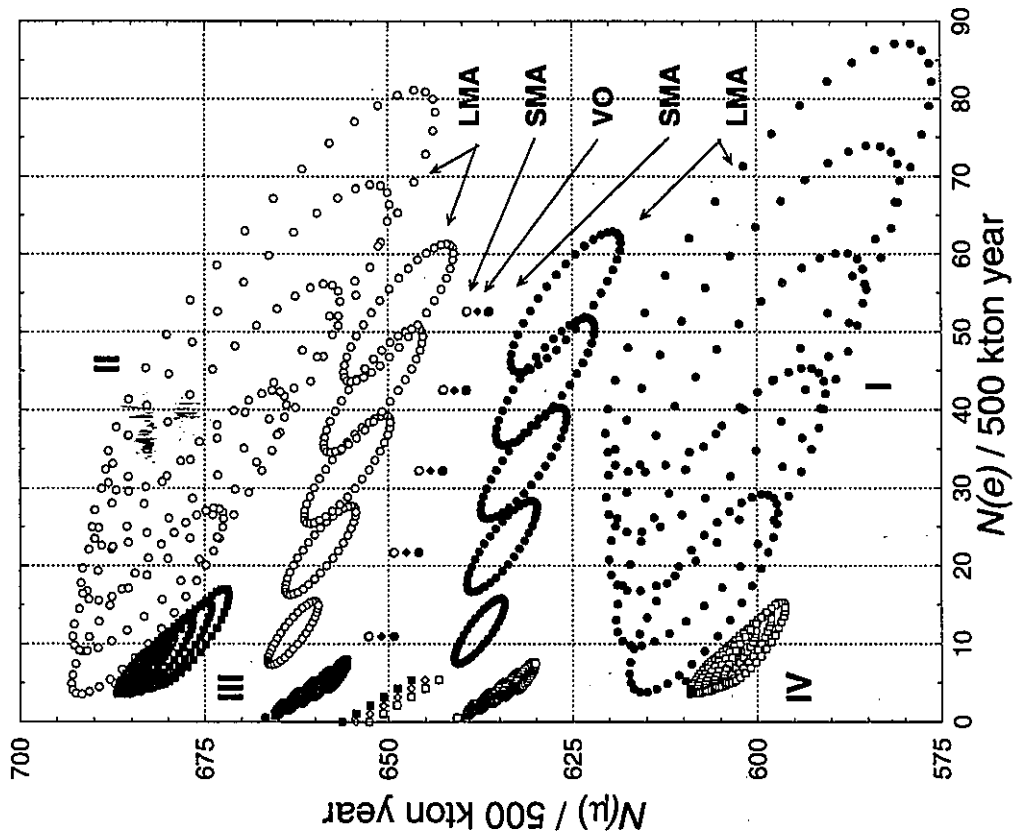 700
675
650
625
600
575
N(μ) / 500 kton year
0
10
20
30
40
50
60
70
80
90
N(e) / 500 kton year
II
III
I
IV
LMA
SMA
VO
SMA
LMA